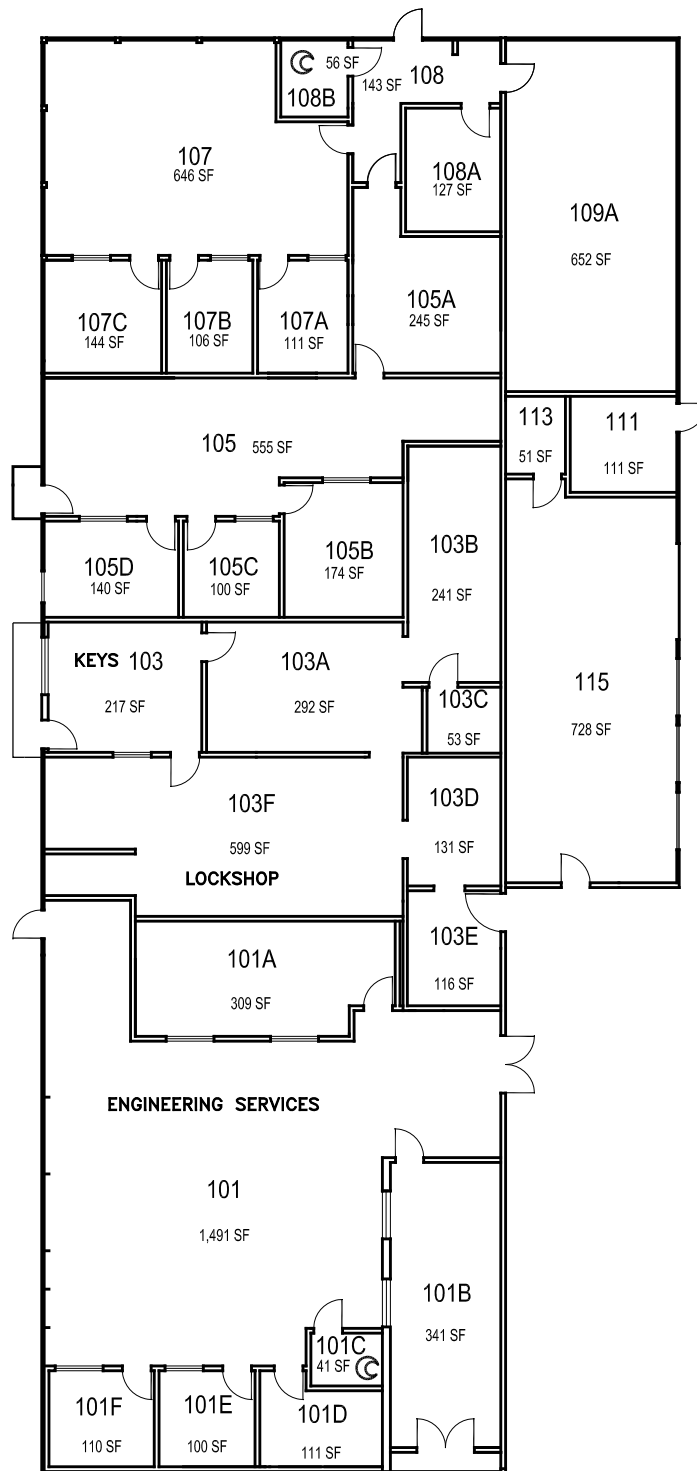 56 SF
108
143 SF
108B
107
646 SF
108A
127 SF
109A
652 SF
107C
144 SF
107B
106 SF
107A
111 SF
105A
245 SF
105 555 SF
113
51 SF
111
111 SF
105D
140 SF
105C
100 SF
105B
174 SF
103B
241 SF
KEYS 103
217 SF
103A
292 SF
103C
53 SF
115
728 SF
103F
599 SF
LOCKSHOP
103D
131 SF
103E
116 SF
101A
309 SF
ENGINEERING SERVICES
101
1,491 SF
101B
341 SF
101C
41 SF
101F
110 SF
101E
100 SF
101D
111 SF